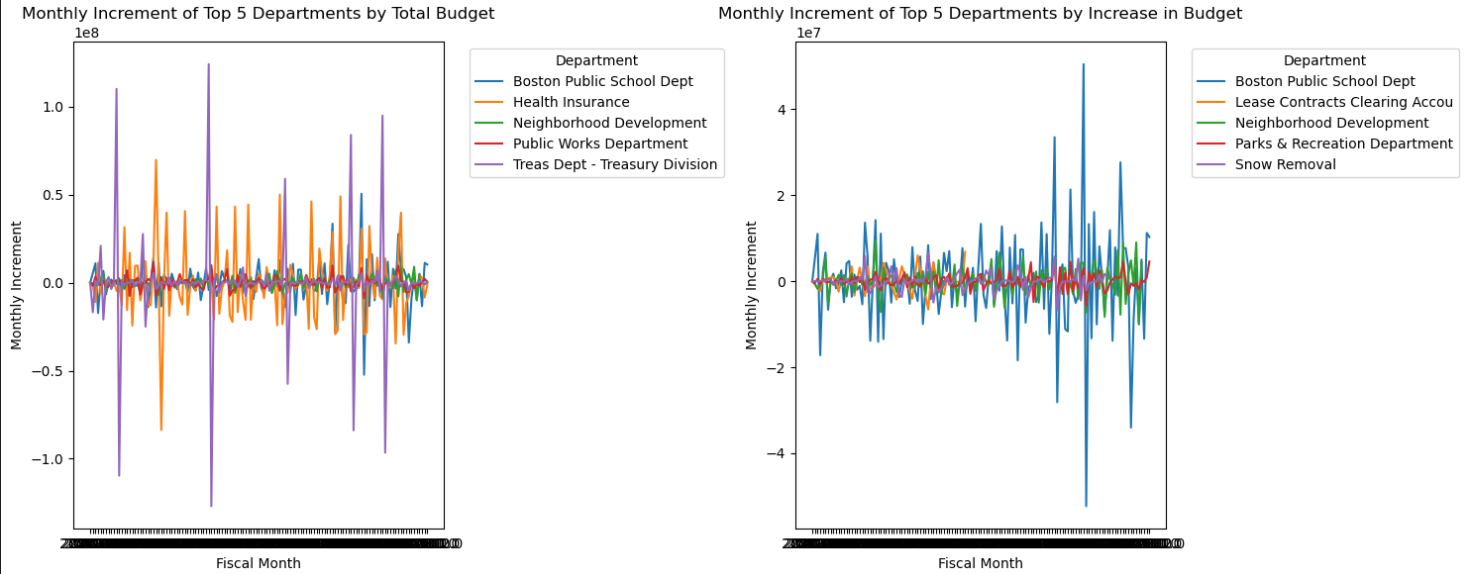 Monthly Increment of Top 5 Departments by Total Budget
1e8
1.0
0.5
0.0
−0.5
−1.0
Monthly Increment
Fiscal Month
Department
Boston Public School Dept
Health Insurance
Neighborhood Development
Public Works Department
Treas Dept - Treasury Division
Monthly Increment of Top 5 Departments by Increase in Budget
1e7
4
2
0
−2
−4
Monthly Increment
Fiscal Month
Department
Boston Public School Dept
Lease Contracts Clearing Accou
Neighborhood Development
Parks & Recreation Department
Snow Removal